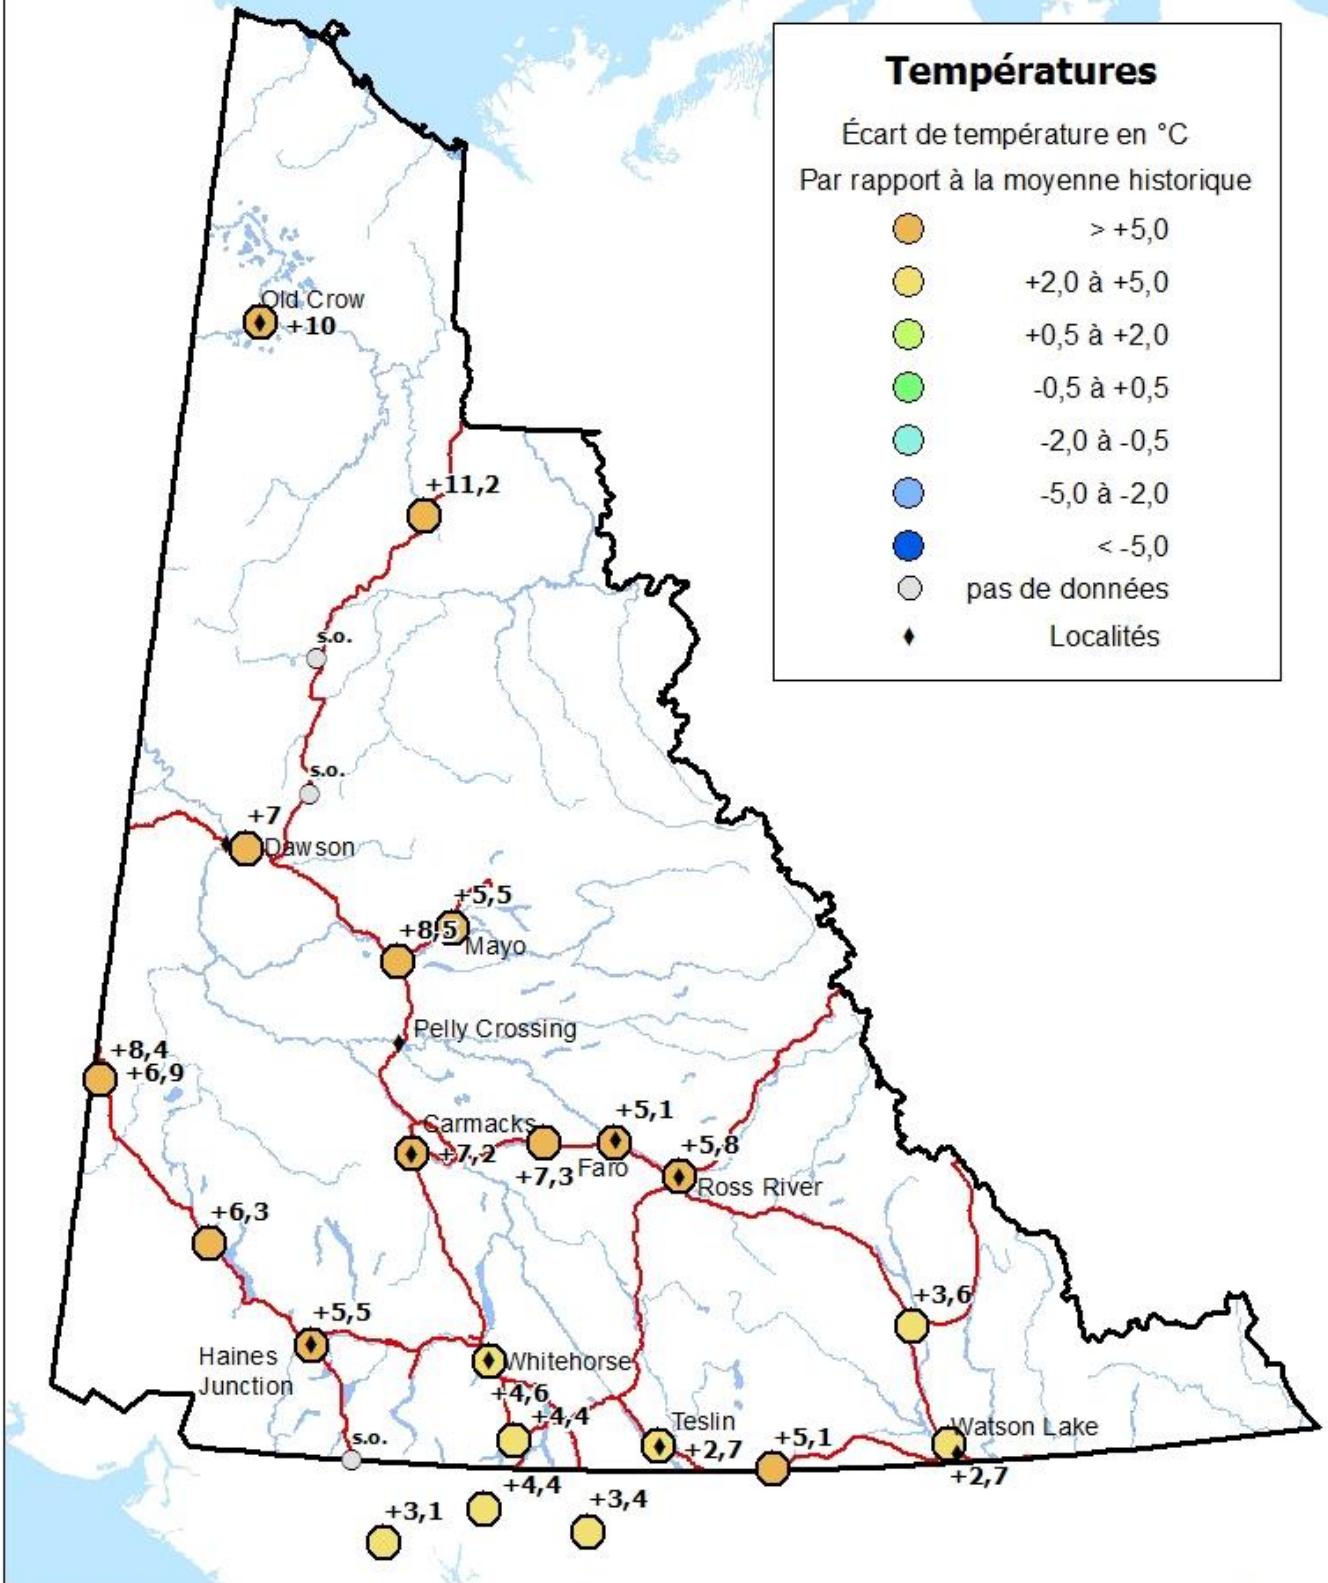 Températures
Écart de température en °C
Par rapport à la moyenne historique
> +5,0
+2,0 à +5,0
+0,5 à +2,0
-0,5 à +0,5
-2,0 à -0,5
-5,0 à -2,0
< -5,0
pas de données
Localités
Old Crow
+10
+11,2
s.o.
s.o.
+7
Dawson
+5,5
+8,5
Mayo
Pelly Crossing
+8,4
+6,9
Carmacks
+7,2
+7,3
+5,1
Faro
+5,8
Ross River
+6,3
+3,6
+5,5
Haines
Junction
Whitehorse
+4,6
+4,4
Teslin
+2,7
+5,1
Watson Lake
+2,7
s.o.
+4,4
+3,4
+3,1